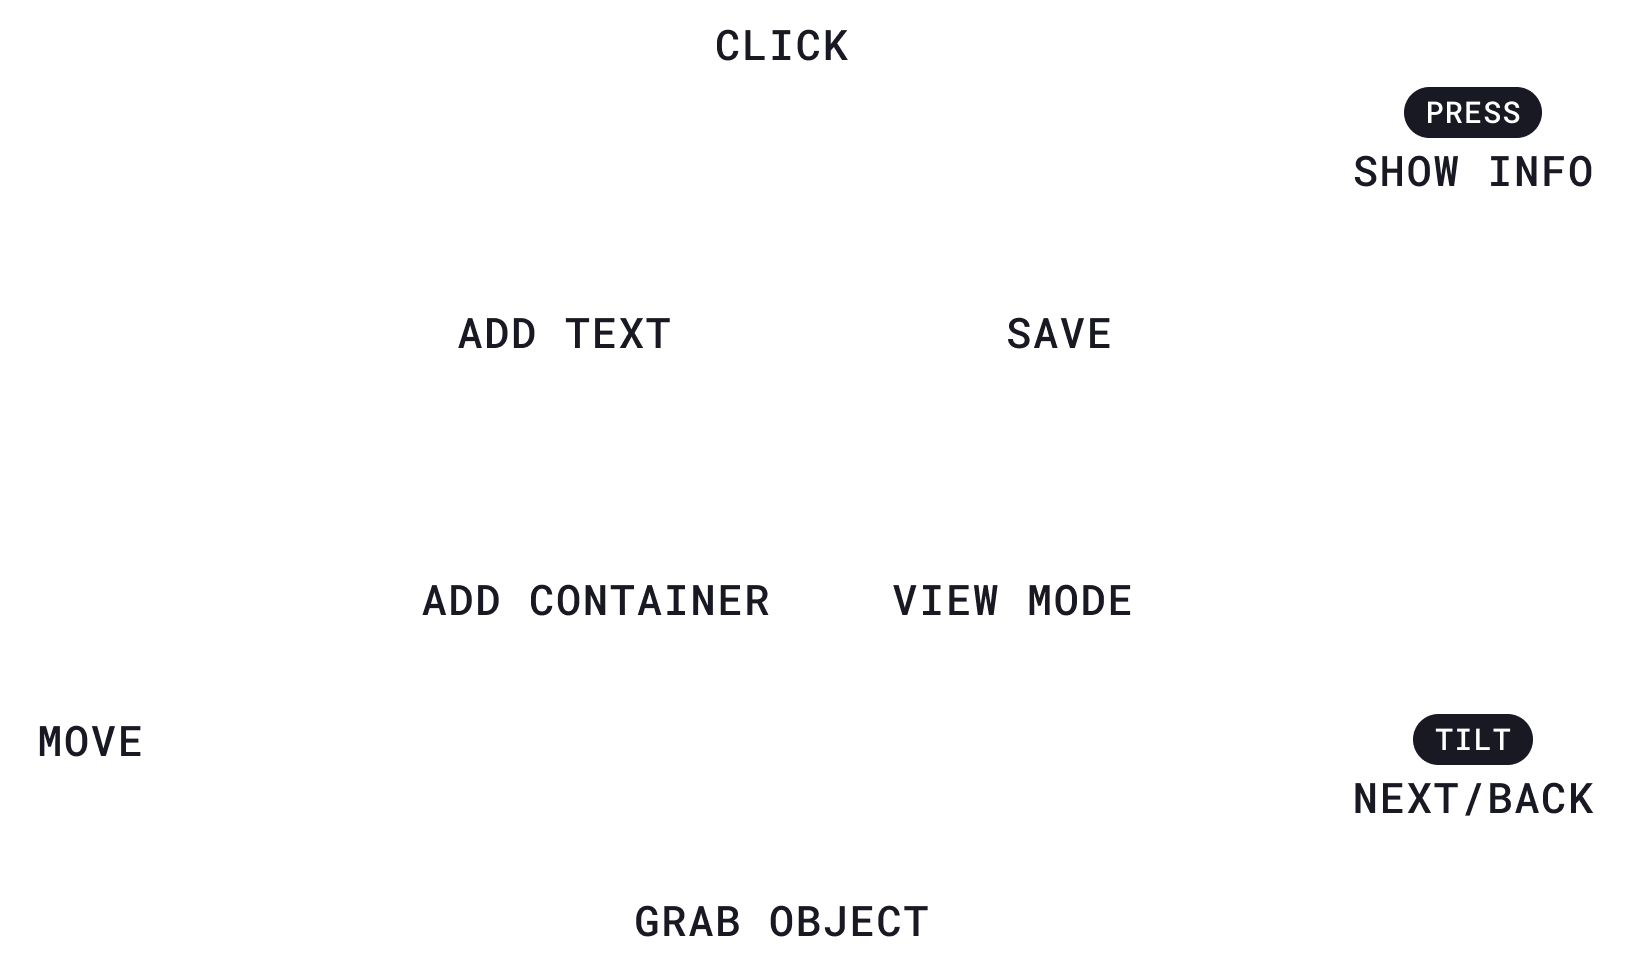 CLICK
PRESS
SHOW INFO
ADD TEXT
SAVE
ADD CONTAINER
VIEW MODE
MOVE
TILT
NEXT/BACK
GRAB OBJECT